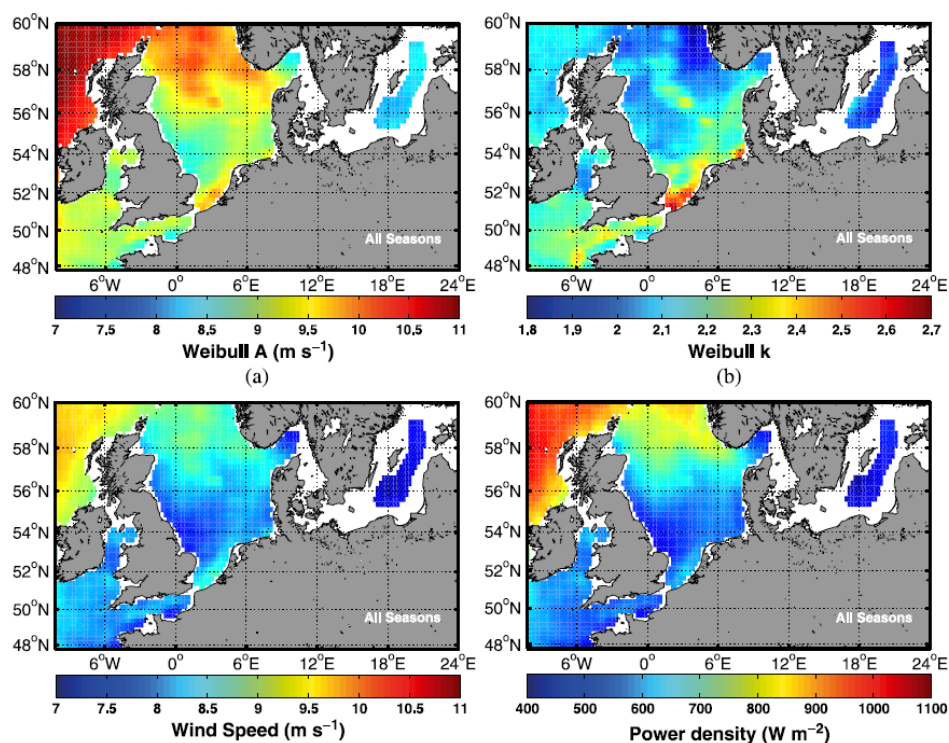 60°N
58°N
56°N
54°N
52°N
50°N
48°N
6°W 0° 6°E 12°E 18°E 24°E
All Seasons
7 7.5 8 8.5 9 9.5 10 10.5 11
Weibull A (m s⁻¹)
(a)
60°N
58°N
56°N
54°N
52°N
50°N
48°N
6°W 0° 6°E 12°E 18°E 24°E
All Seasons
1,8 1,9 2 2,1 2,2 2,3 2,4 2,5 2,6 2,7
Weibull k
(b)
60°N
58°N
56°N
54°N
52°N
50°N
48°N
6°W 0° 6°E 12°E 18°E 24°E
All Seasons
7 7.5 8 8.5 9 9.5 10 10.5 11
Wind Speed (m s⁻¹)
60°N
58°N
56°N
54°N
52°N
50°N
48°N
6°W 0° 6°E 12°E 18°E 24°E
All Seasons
400 500 600 700 800 900 1000 1100
Power density (W m⁻²)